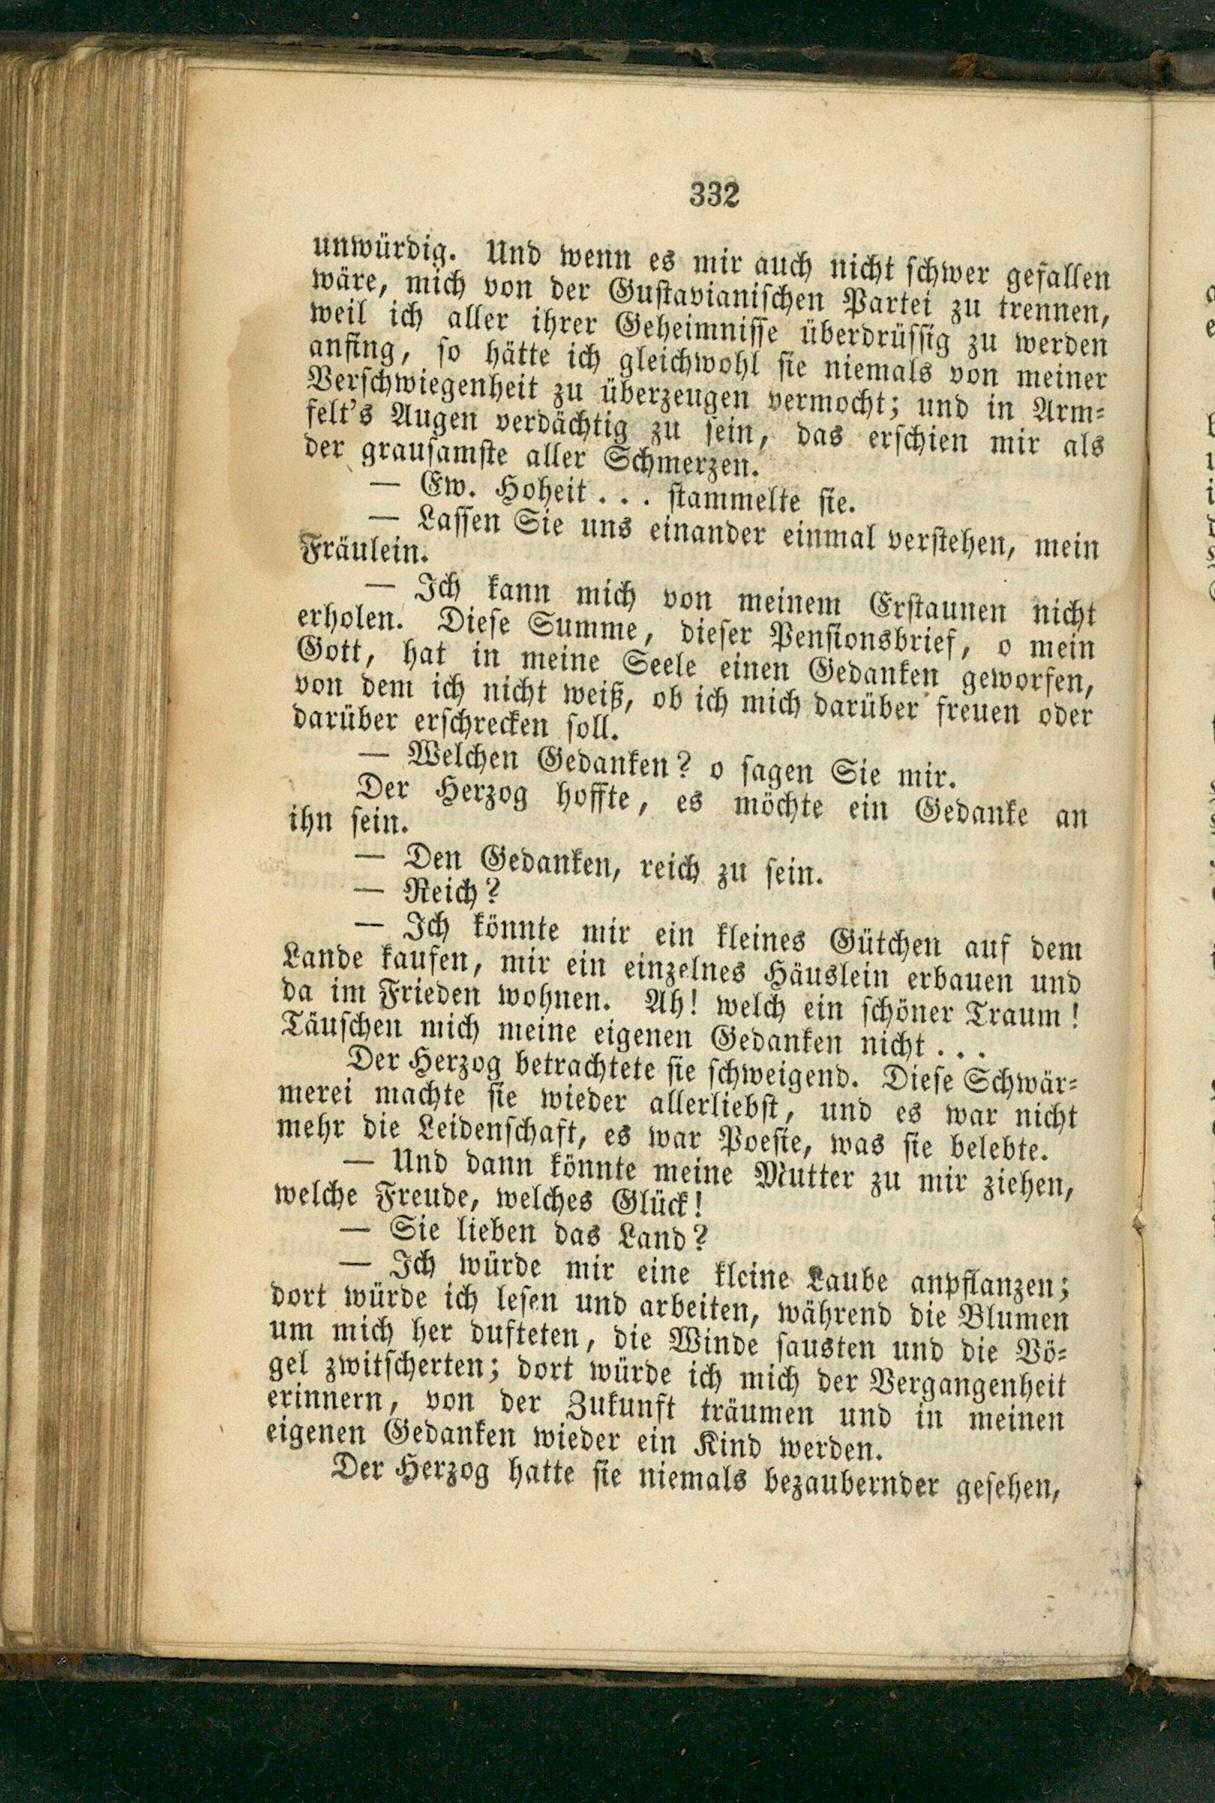 332
unwürdig. Und wenn es mir auch nicht schwer gefallen
wäre, mich von der Gustavianischen Partei zu trennen,
weil ich aller ihrer Geheimnisse überdrüssig zu werden
anfing, so hätte ich gleichwohl sie niemals von meiner
Verschwiegenheit zu überzeugen vermocht; und in Arm-
felt's Augen verdächtig zu sein, das erschien mir als
der grausamste aller Schmerzen.
— Ew. Hoheit . . . stammelte sie.
— Lassen Sie uns einander einmal verstehen, mein
Fräulein.
— Ich kann mich von meinem Erstaunen nicht
erholen. Diese Summe, dieser Pensionsbrief, o mein
Gott, hat in meine Seele einen Gedanken geworfen,
von dem ich nicht weiß, ob ich mich darüber freuen oder
darüber erschrecken soll.
— Welchen Gedanken? o sagen Sie mir.
Der Herzog hoffte, es möchte ein Gedanke an
ihn sein.
— Den Gedanken, reich zu sein.
— Reich?
— Ich könnte mir ein kleines Gütchen auf dem
Lande kaufen, mir ein einzelnes Häuslein erbauen und
da im Frieden wohnen. Ah! welch ein schöner Traum!
Täuschen mich meine eigenen Gedanken nicht . . .
Der Herzog betrachtete sie schweigend. Diese Schwär-
merei machte sie wieder allerliebst, und es war nicht
mehr die Leidenschaft, es war Poesie, was sie belebte.
— Und dann könnte meine Mutter zu mir ziehen,
welche Freude, welches Glück!
— Sie lieben das Land?
— Ich würde mir eine kleine Laube anpflanzen;
dort würde ich lesen und arbeiten, während die Blumen
um mich her dufteten, die Winde sausten und die Vö-
gel zwitscherten; dort würde ich mich der Vergangenheit
erinnern, von der Zukunft träumen und in meinen
eigenen Gedanken wieder ein Kind werden.
Der Herzog hatte sie niemals bezaubernder gesehen,